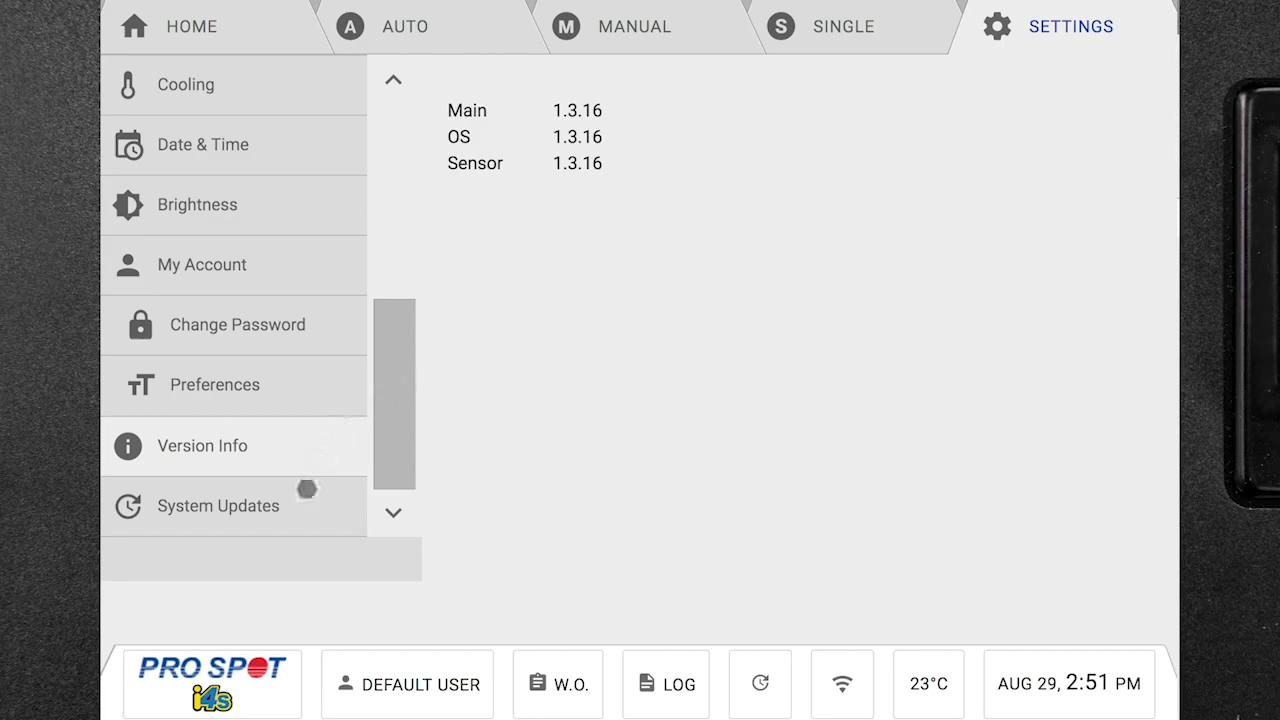 HOME
A AUTO
M MANUAL
S SINGLE
SETTINGS
Cooling
Date & Time
Brightness
My Account
Change Password
Preferences
Version Info
System Updates
Main 1.3.16
OS 1.3.16
Sensor 1.3.16
PRO SPOT
i4s
DEFAULT USER
W.O.
LOG
23°C
AUG 29, 2:51 PM